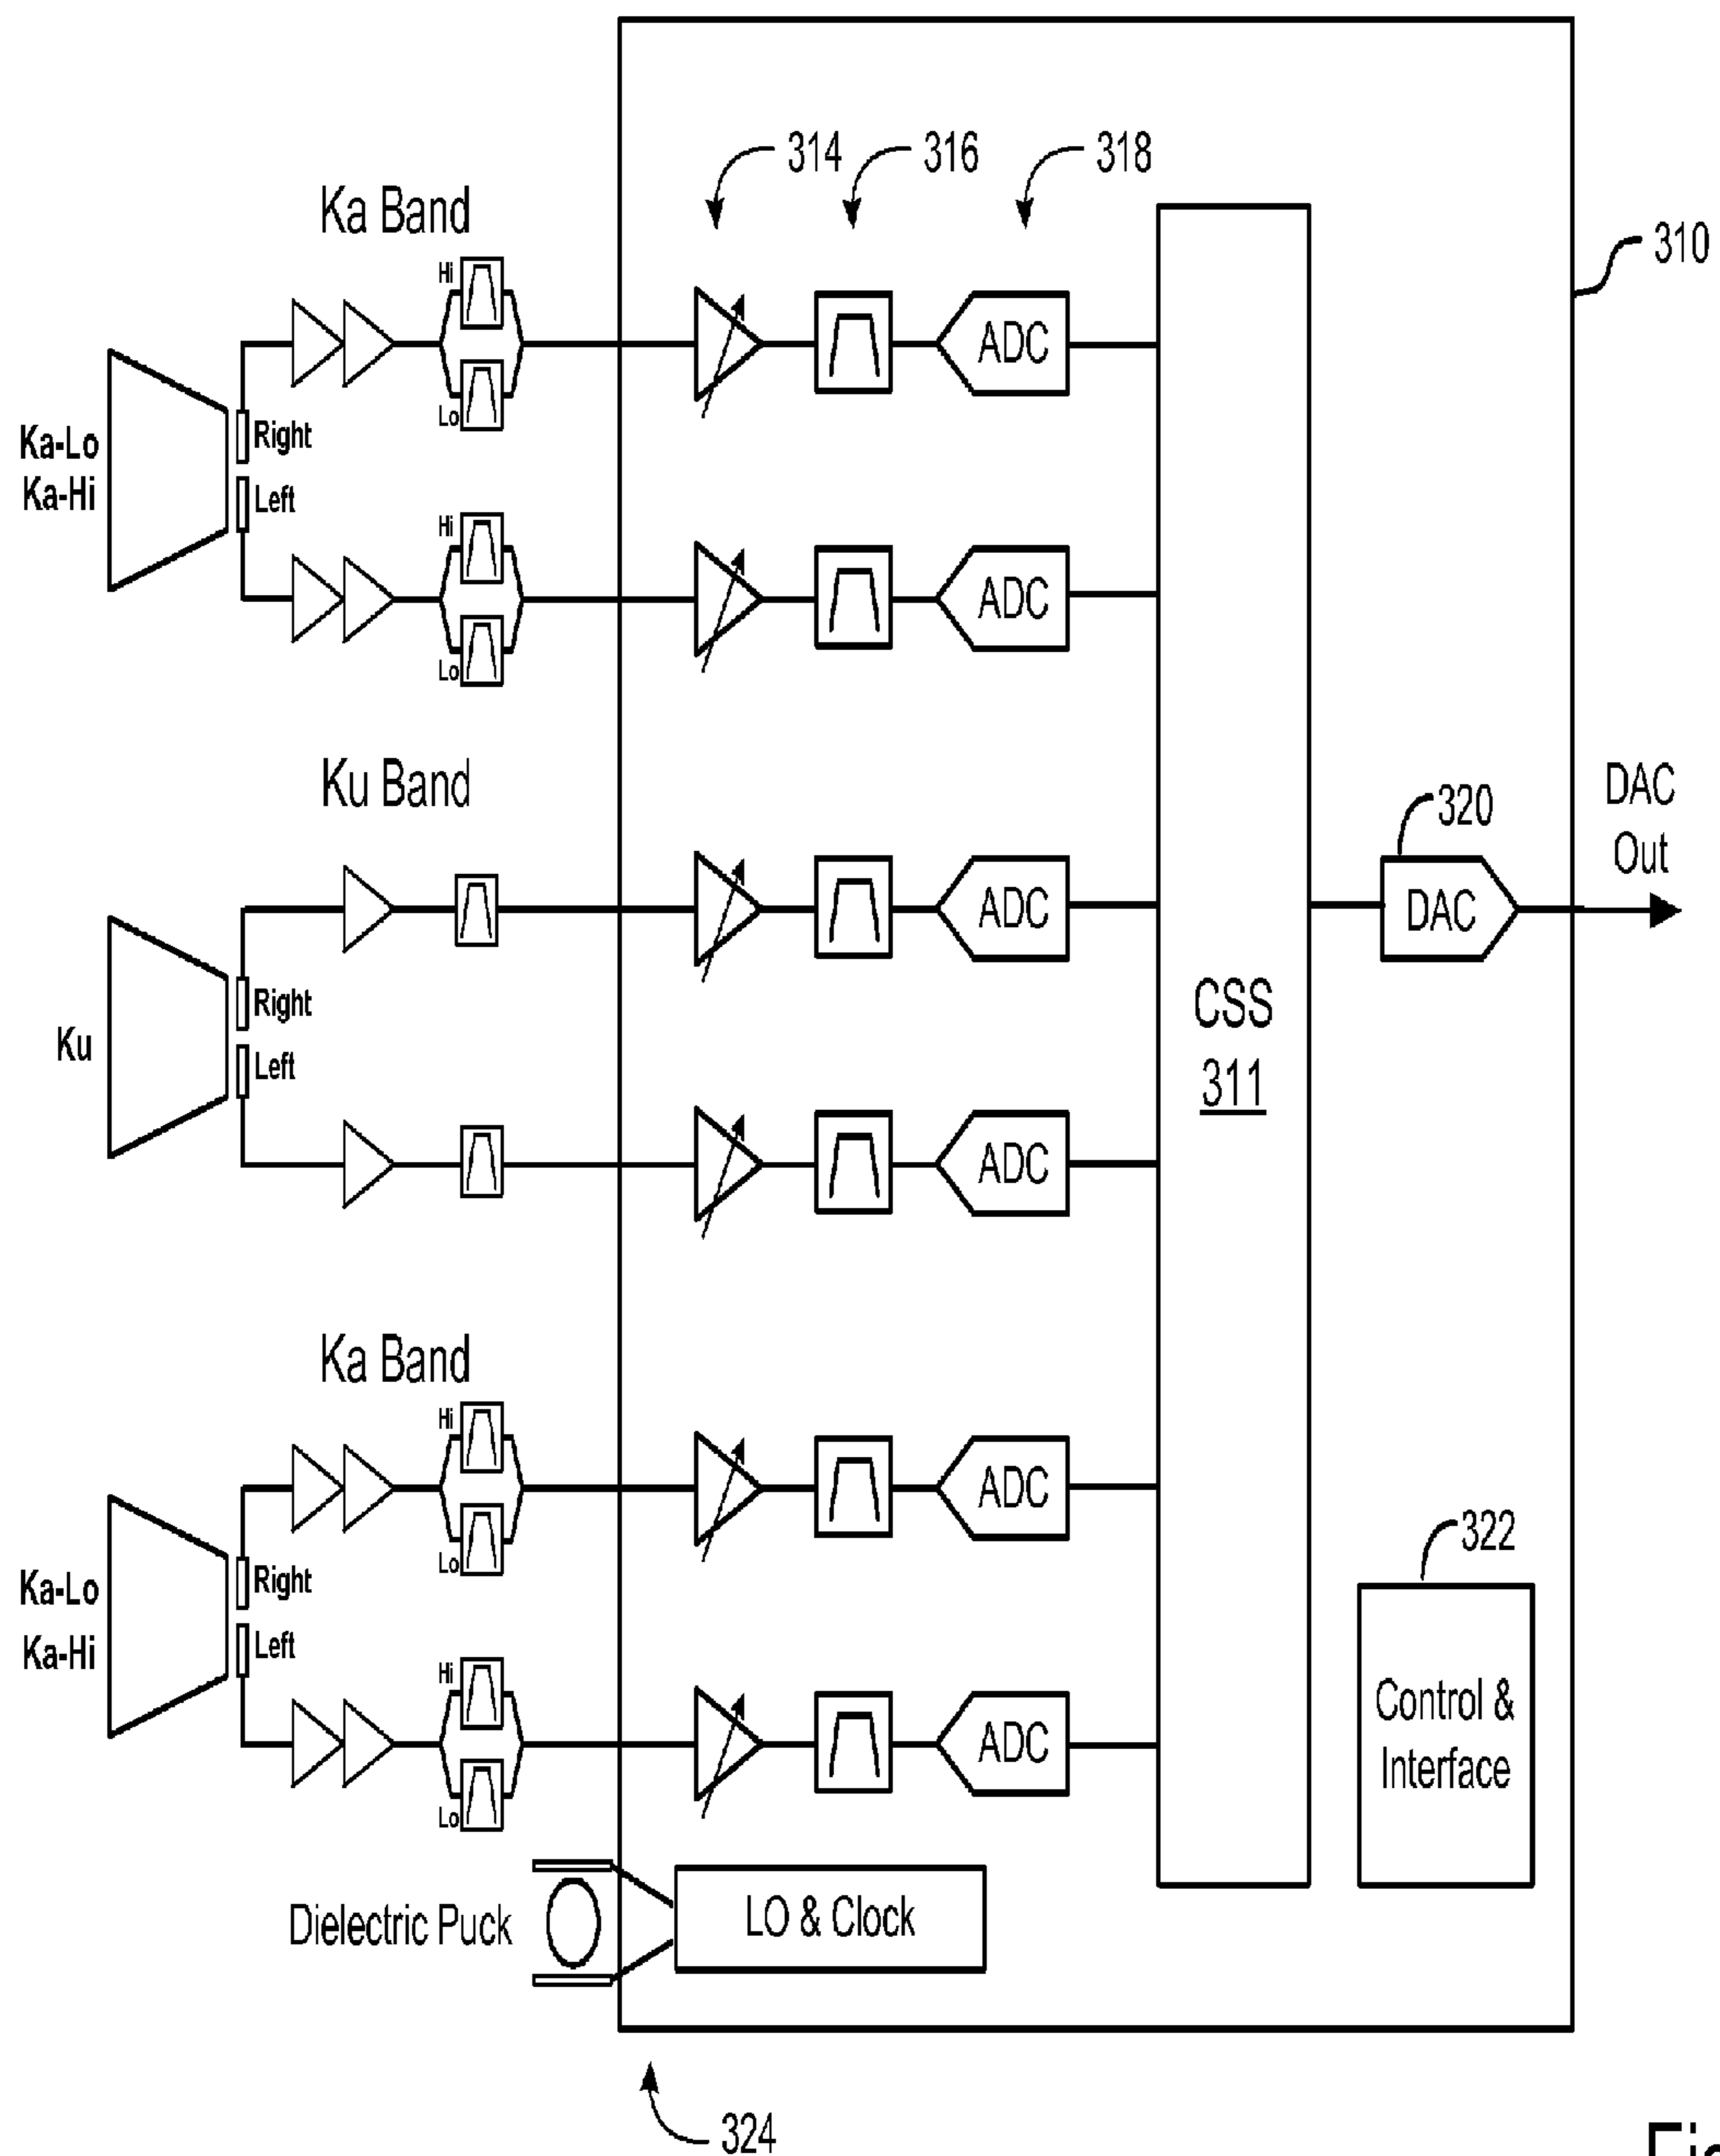 314
316
318
310
Ka Band
Hi
Lo
ADC
Ka-Lo
Ka-Hi
Right
Left
Hi
Lo
ADC
Ku Band
ADC
320
DAC
DAC
Out
Ku
Right
Left
CSS
311
ADC
Ka Band
Hi
Lo
ADC
322
Ka-Lo
Ka-Hi
Right
Left
Control &
Interface
Hi
Lo
ADC
Dielectric Puck
LO & Clock
324